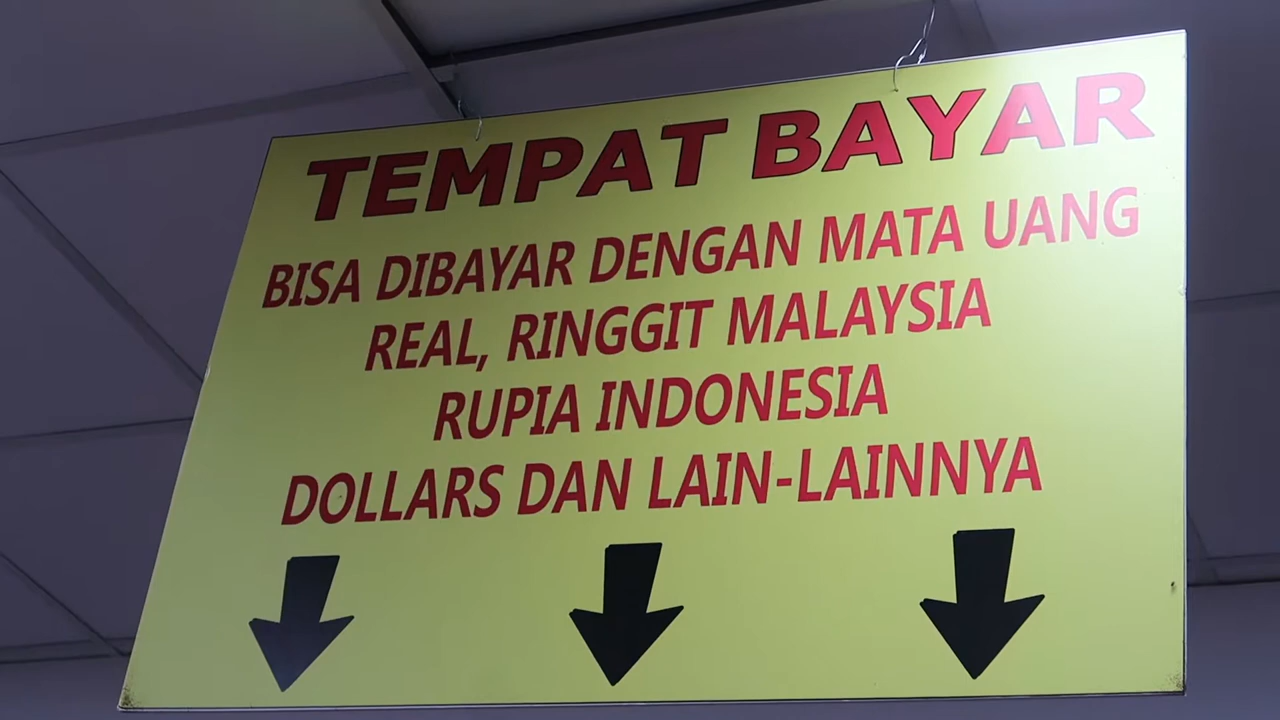 TEMPAT BAYAR
BISA DIBAYAR DENGAN MATA UANG
REAL, RINGGIT MALAYSIA
RUPIA INDONESIA
DOLLARS DAN LAIN-LAINNYA